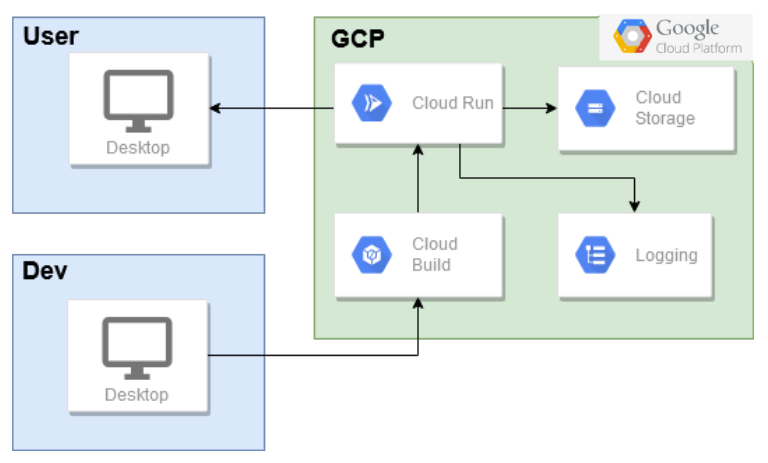 User
Desktop
GCP
Google
Cloud Platform
Cloud Run
Cloud
Storage
Cloud
Build
Logging
Dev
Desktop